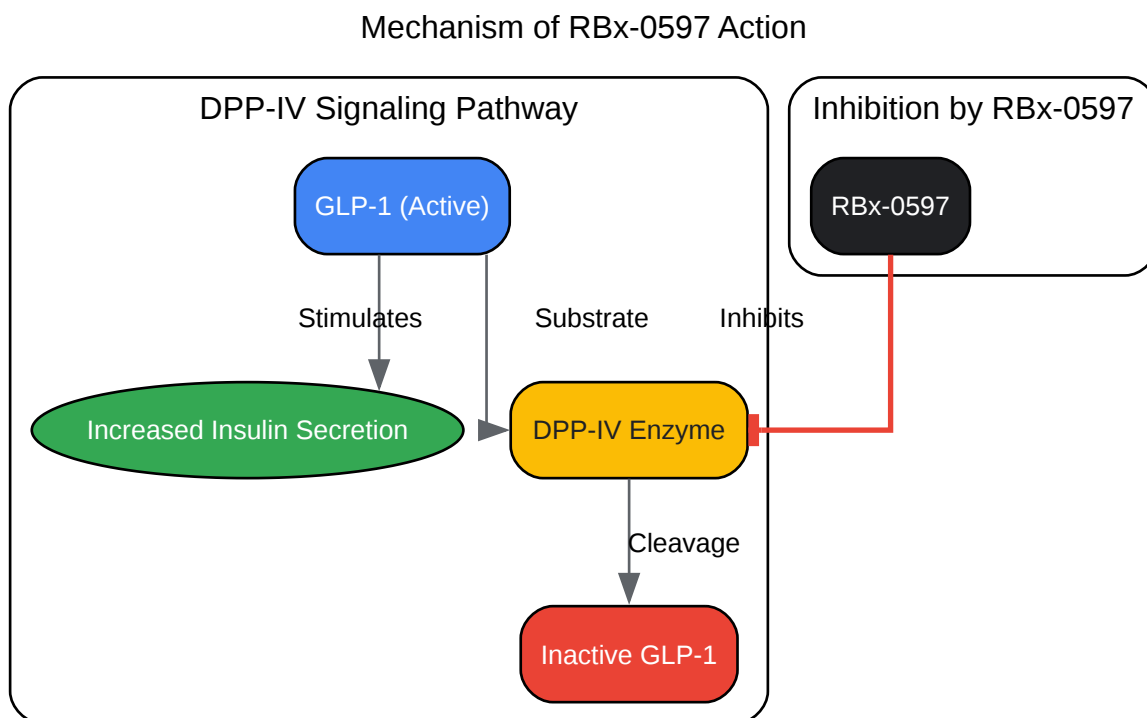 Mechanism of RBx-0597 Action
DPP-IV Signaling Pathway
Inhibition by RBx-0597
GLP-1 (Active)
RBx-0597
Stimulates
Substrate
Inhibits
Increased Insulin Secretion
DPP-IV Enzyme
Cleavage
Inactive GLP-1